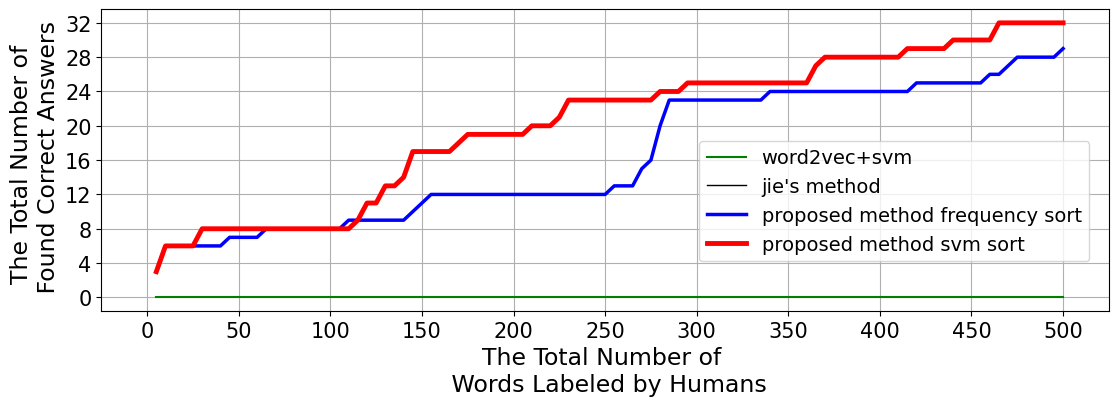 The Total Number of
Found Correct Answers
32
28
24
20
16
12
8
4
0
word2vec+svm
jie's method
proposed method frequency sort
proposed method svm sort
0 50 100 150 200 250 300 350 400 450 500
The Total Number of
Words Labeled by Humans